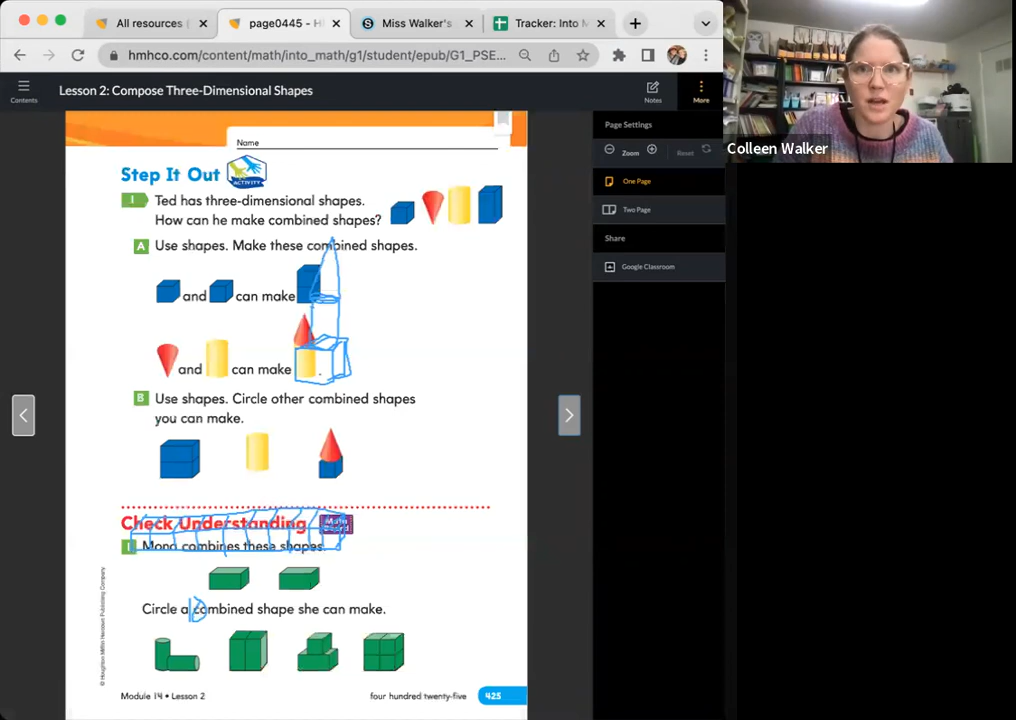 All resources (
page0445 - H
Miss Walker's
Tracker: Into M
hmhco.com/content/math/into_math/g1/student/epub/G1_PSE...
Contents
Lesson 2: Compose Three-Dimensional Shapes
Notes
More
Page Settings
Zoom
Reset
One Page
Two Page
Share
Google Classroom
Colleen Walker
Name
Step It Out
ACTIVITY
1 Ted has three-dimensional shapes.
How can he make combined shapes?
A Use shapes. Make these combined shapes.
and can make
and can make
B Use shapes. Circle other combined shapes
you can make.
Check Understanding Math Board
1 Mona combines these shapes.
Circle a combined shape she can make.
10
© Houghton Mifflin Harcourt Publishing Company
Module 14 • Lesson 2
four hundred twenty-five 425